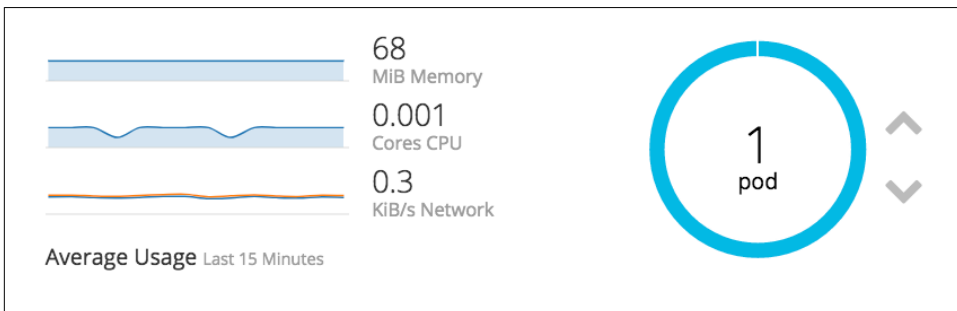 68
MiB Memory
0.001
Cores CPU
0.3
KiB/s Network
Average Usage Last 15 Minutes
1
pod